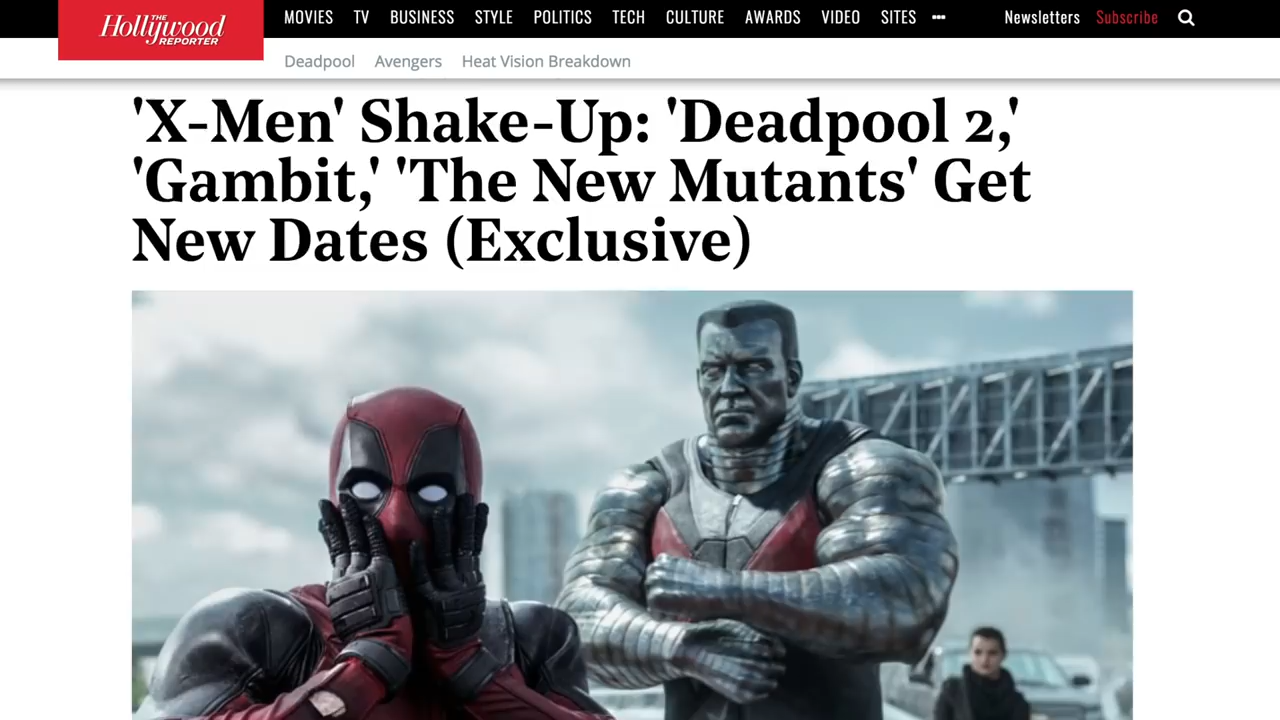 THE
Hollywood
REPORTER
MOVIES TV BUSINESS STYLE POLITICS TECH CULTURE AWARDS VIDEO SITES ••• Newsletters Subscribe
Deadpool Avengers Heat Vision Breakdown
'X-Men' Shake-Up: 'Deadpool 2,'
'Gambit,' 'The New Mutants' Get
New Dates (Exclusive)